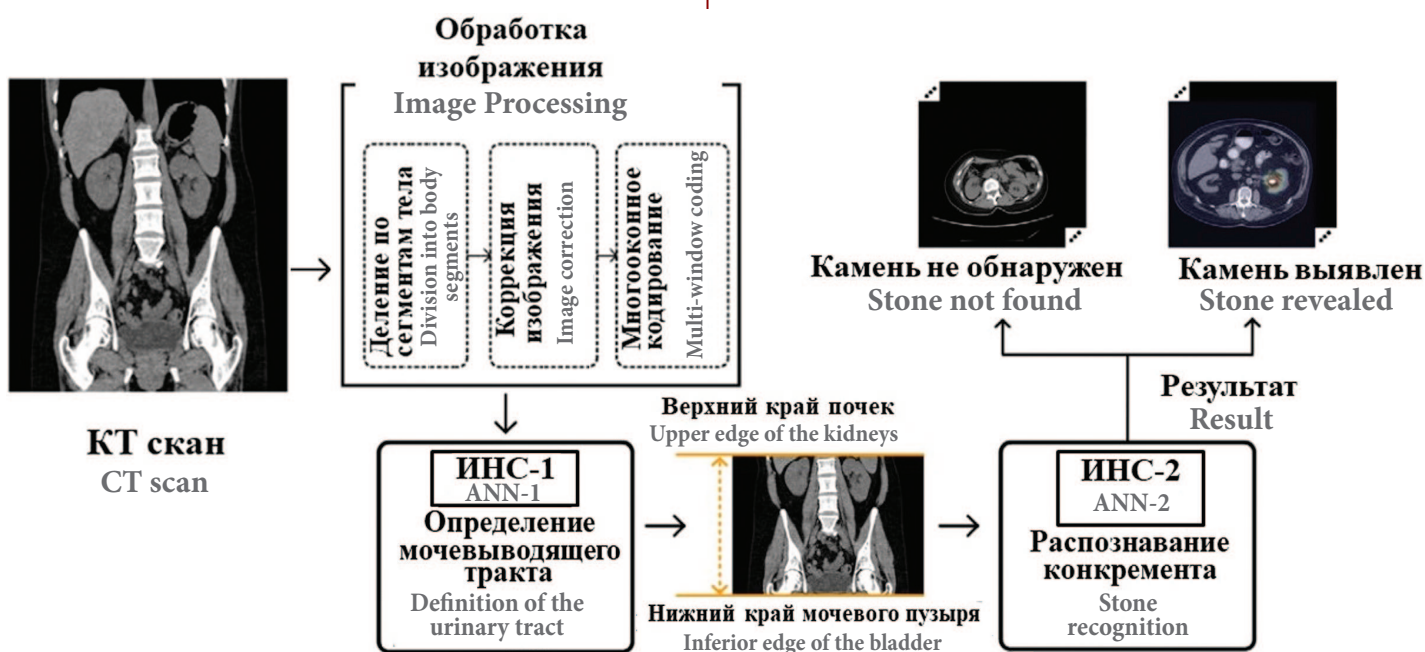 Обработка
изображения
Image Processing
Деление по
сегментам тела
Division into body
segments
Коррекция
изображения
Image correction
Многооконное
кодирование
Multi-window coding
КТ скан
CT scan
ИНС-1
ANN-1
Определение
мочевыводящего
тракта
Definition of the
urinary tract
Верхний край почек
Upper edge of the kidneys
Нижний край мочевого пузыря
Inferior edge of the bladder
ИНС-2
ANN-2
Распознавание
конкремента
Stone
recognition
Результат
Result
Камень не обнаружен
Stone not found
Камень выявлен
Stone revealed